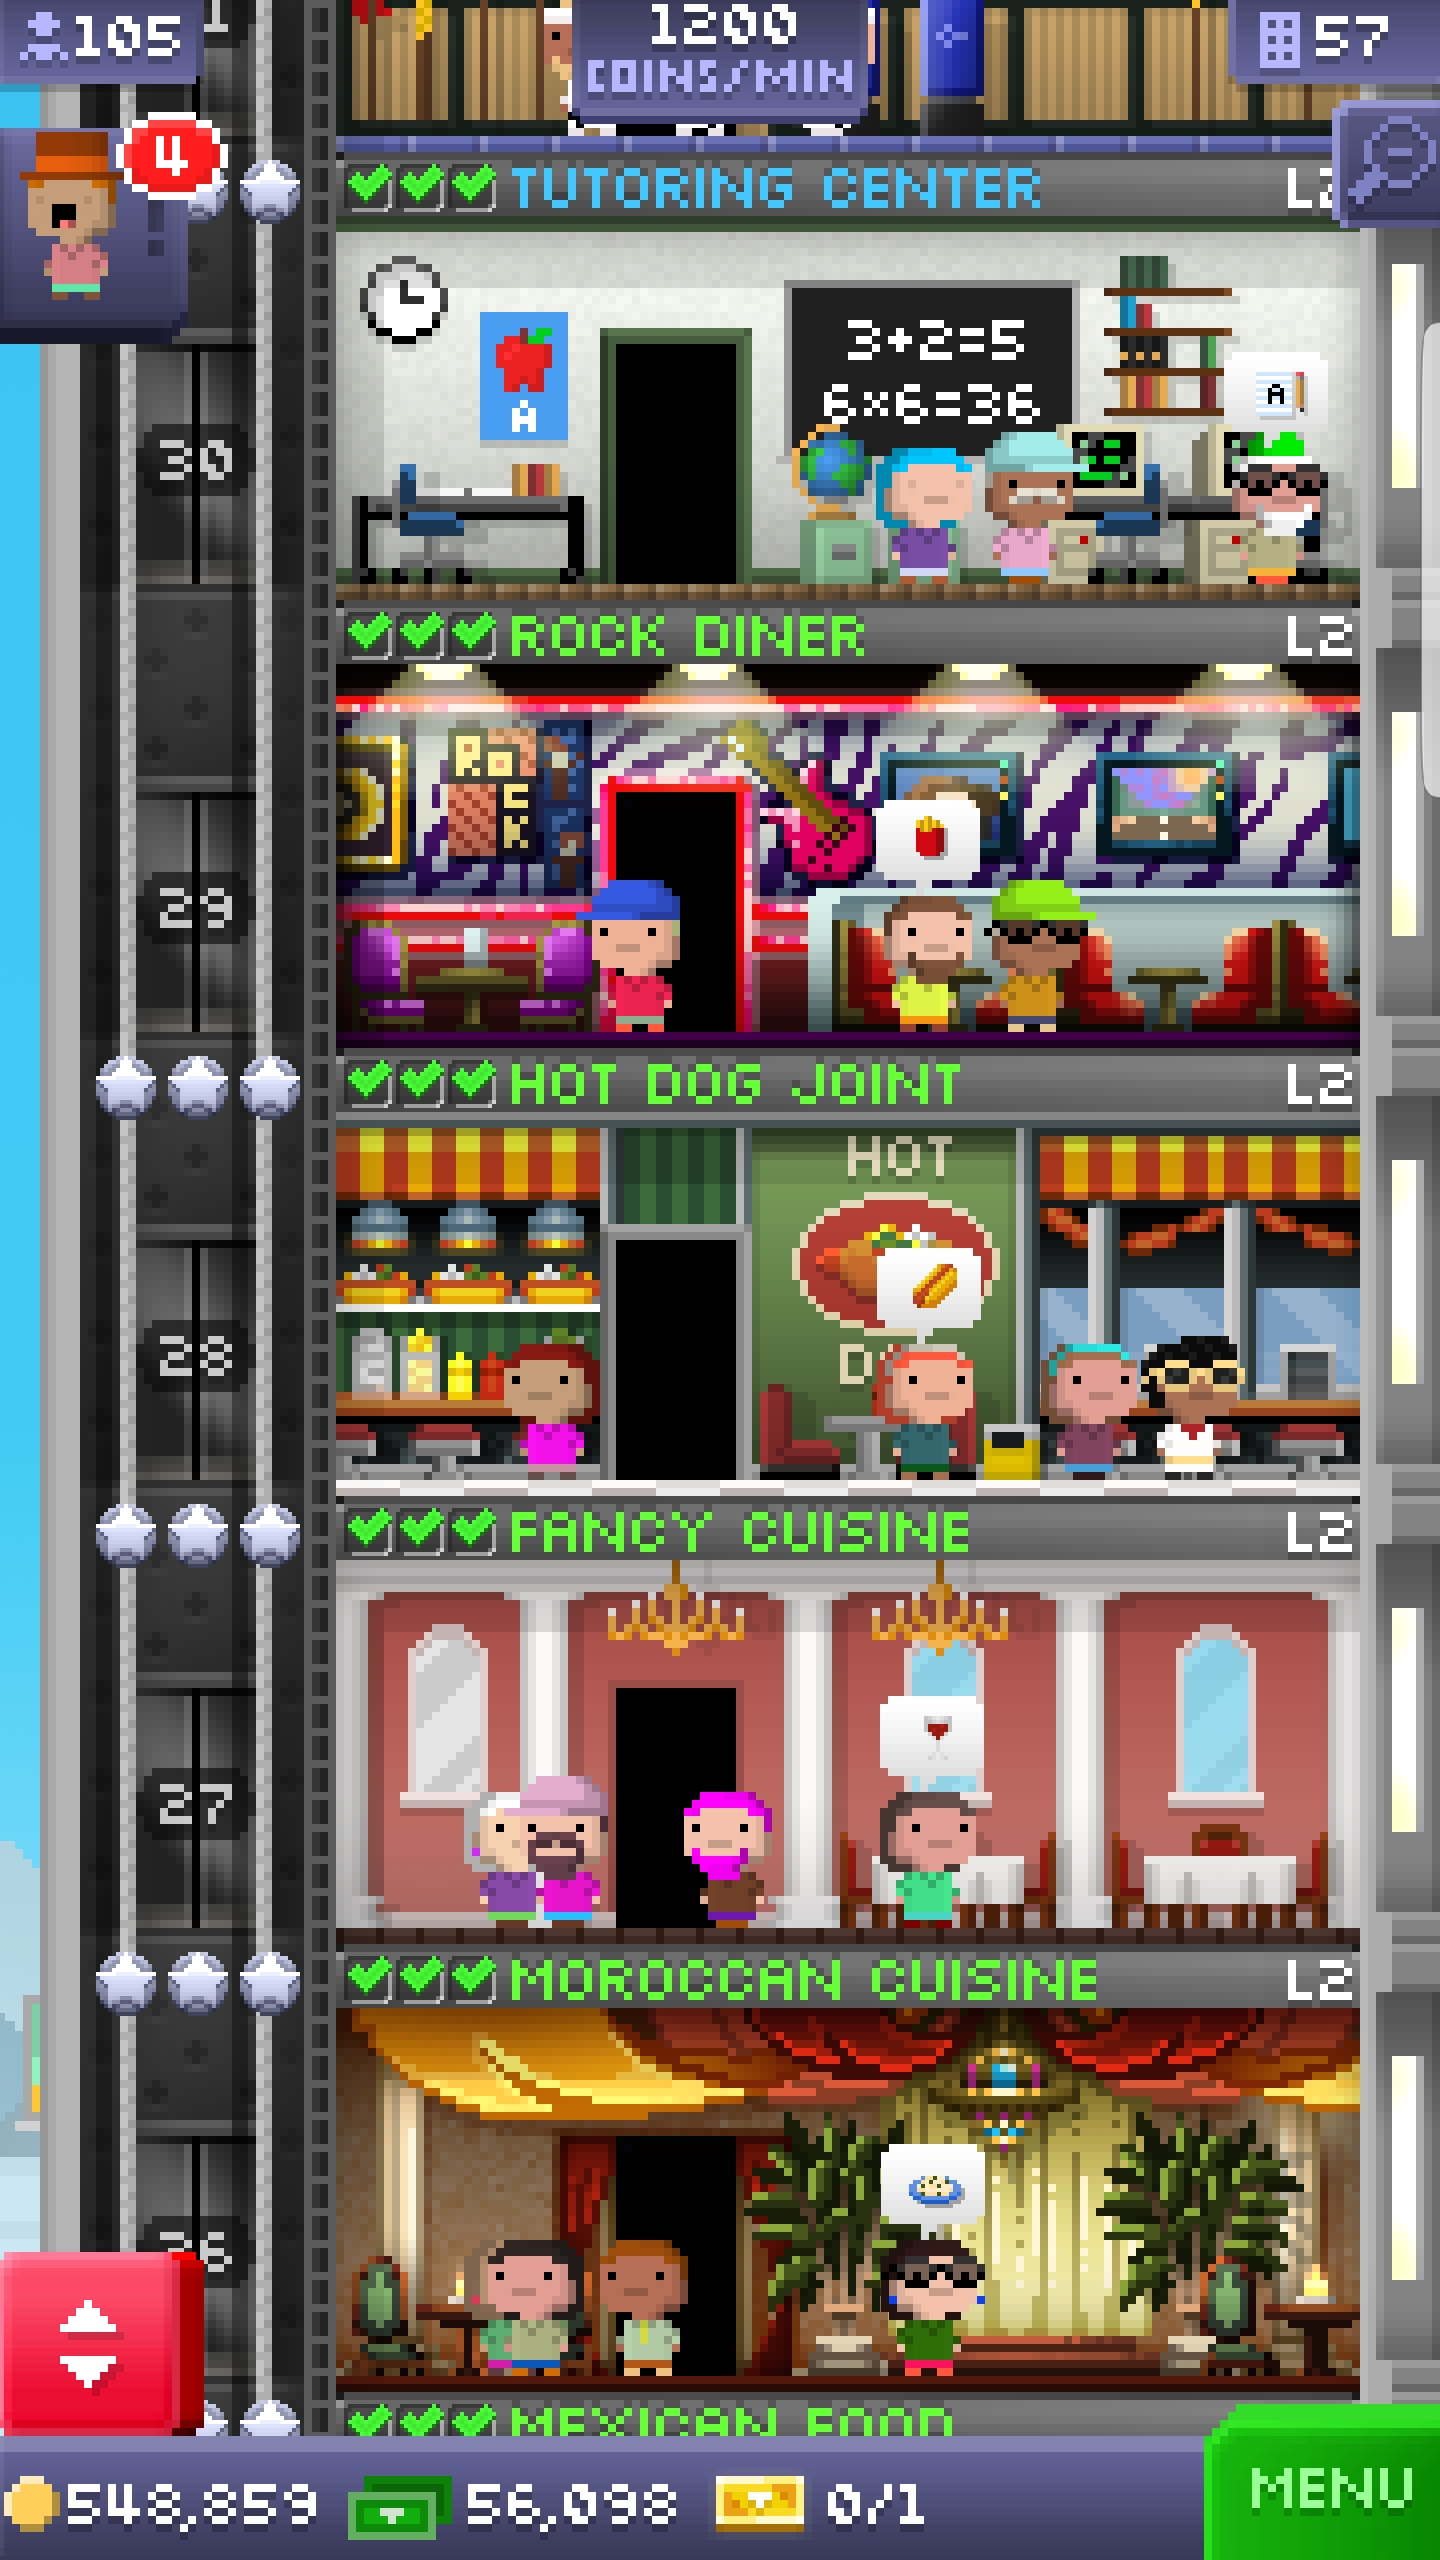 105
1200
COINS/MIN
57
4
TUTORING CENTER
3+2=5
6×6=36
A
A
30
ROCK DINER
L2
Ro
CK
29
HOT DOG JOINT
L2
HOT
28
FANCY CUISINE
L2
27
MOROCCAN CUISINE
L2
26
MEXICAN FOOD
548,859
56,098
0/1
MENU